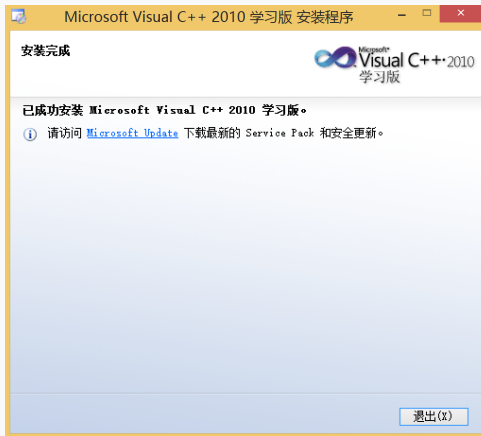 Microsoft Visual C++ 2010 学习版 安装程序
安装完成
Microsoft®
Visual C++ 2010
学习版
已成功安装 Microsoft Visual C++ 2010 学习版。
请访问 Microsoft Update 下载最新的 Service Pack 和安全更新。
退出(X)